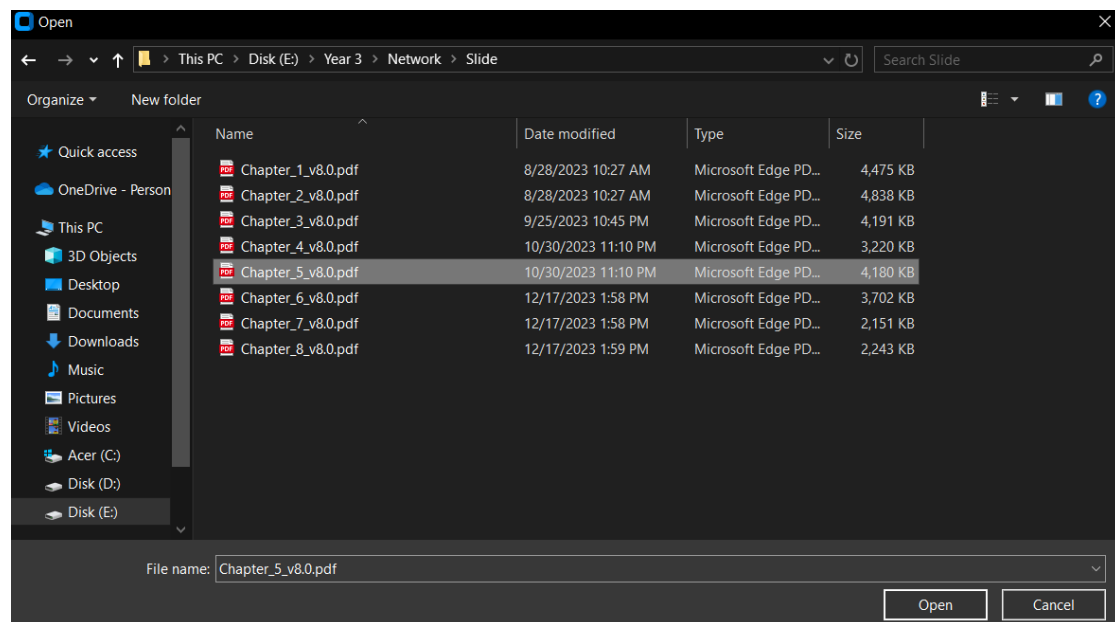 Open
This PC > Disk (E:) > Year 3 > Network > Slide
Search Slide
Organize New folder
?
Name Date modified Type Size
Quick access
OneDrive - Person
This PC
3D Objects
Desktop
Documents
Downloads
Music
Pictures
Videos
Acer (C:)
Disk (D:)
Disk (E:)
PDF Chapter_1_v8.0.pdf 8/28/2023 10:27 AM Microsoft Edge PD... 4,475 KB
PDF Chapter_2_v8.0.pdf 8/28/2023 10:27 AM Microsoft Edge PD... 4,838 KB
PDF Chapter_3_v8.0.pdf 9/25/2023 10:45 PM Microsoft Edge PD... 4,191 KB
PDF Chapter_4_v8.0.pdf 10/30/2023 11:10 PM Microsoft Edge PD... 3,220 KB
PDF Chapter_5_v8.0.pdf 10/30/2023 11:10 PM Microsoft Edge PD... 4,180 KB
PDF Chapter_6_v8.0.pdf 12/17/2023 1:58 PM Microsoft Edge PD... 3,702 KB
PDF Chapter_7_v8.0.pdf 12/17/2023 1:58 PM Microsoft Edge PD... 2,151 KB
PDF Chapter_8_v8.0.pdf 12/17/2023 1:59 PM Microsoft Edge PD... 2,243 KB
File name: Chapter_5_v8.0.pdf
Open Cancel